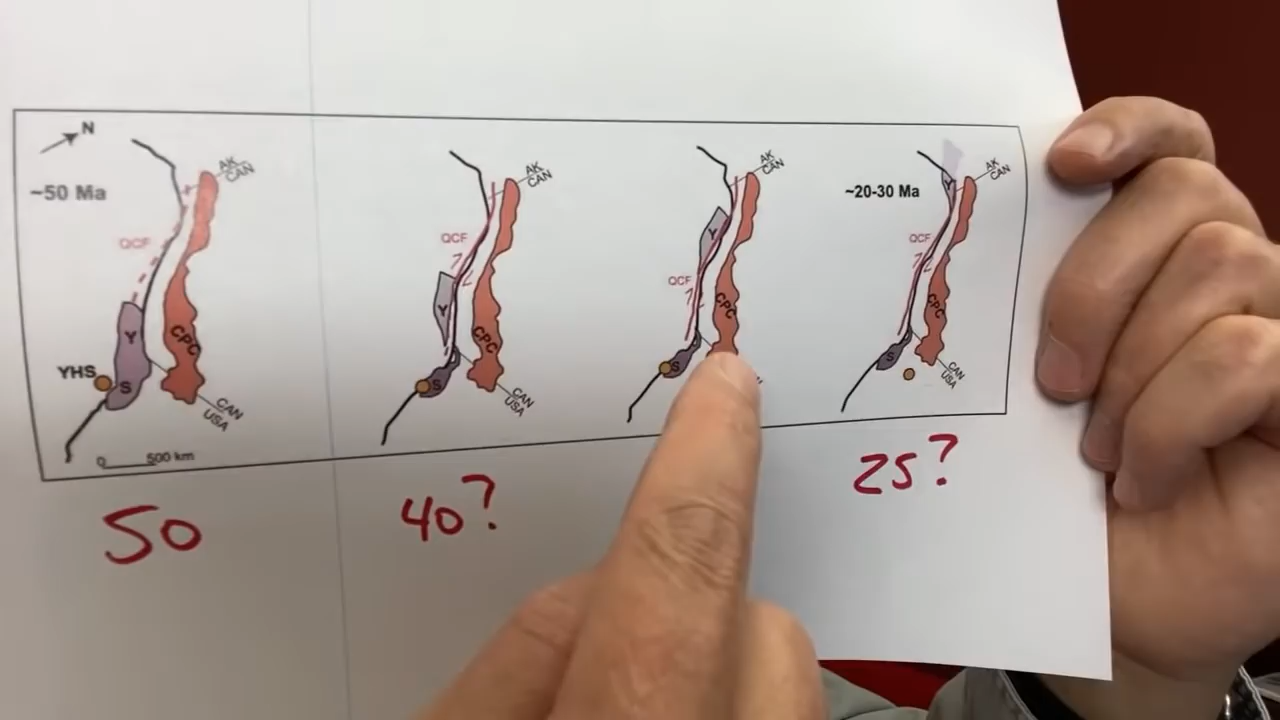 N
~50 Ma
AK
CAN
QCF
Y
CPC
YHS
S
CAN
USA
0 500 km
AK
CAN
QCF
Y
CPC
S
CAN
USA
AK
CAN
Y
QCF
CPC
S
~20-30 Ma
AK
CAN
Y
QCF
CPC
S
CAN
USA
50
40?
25?